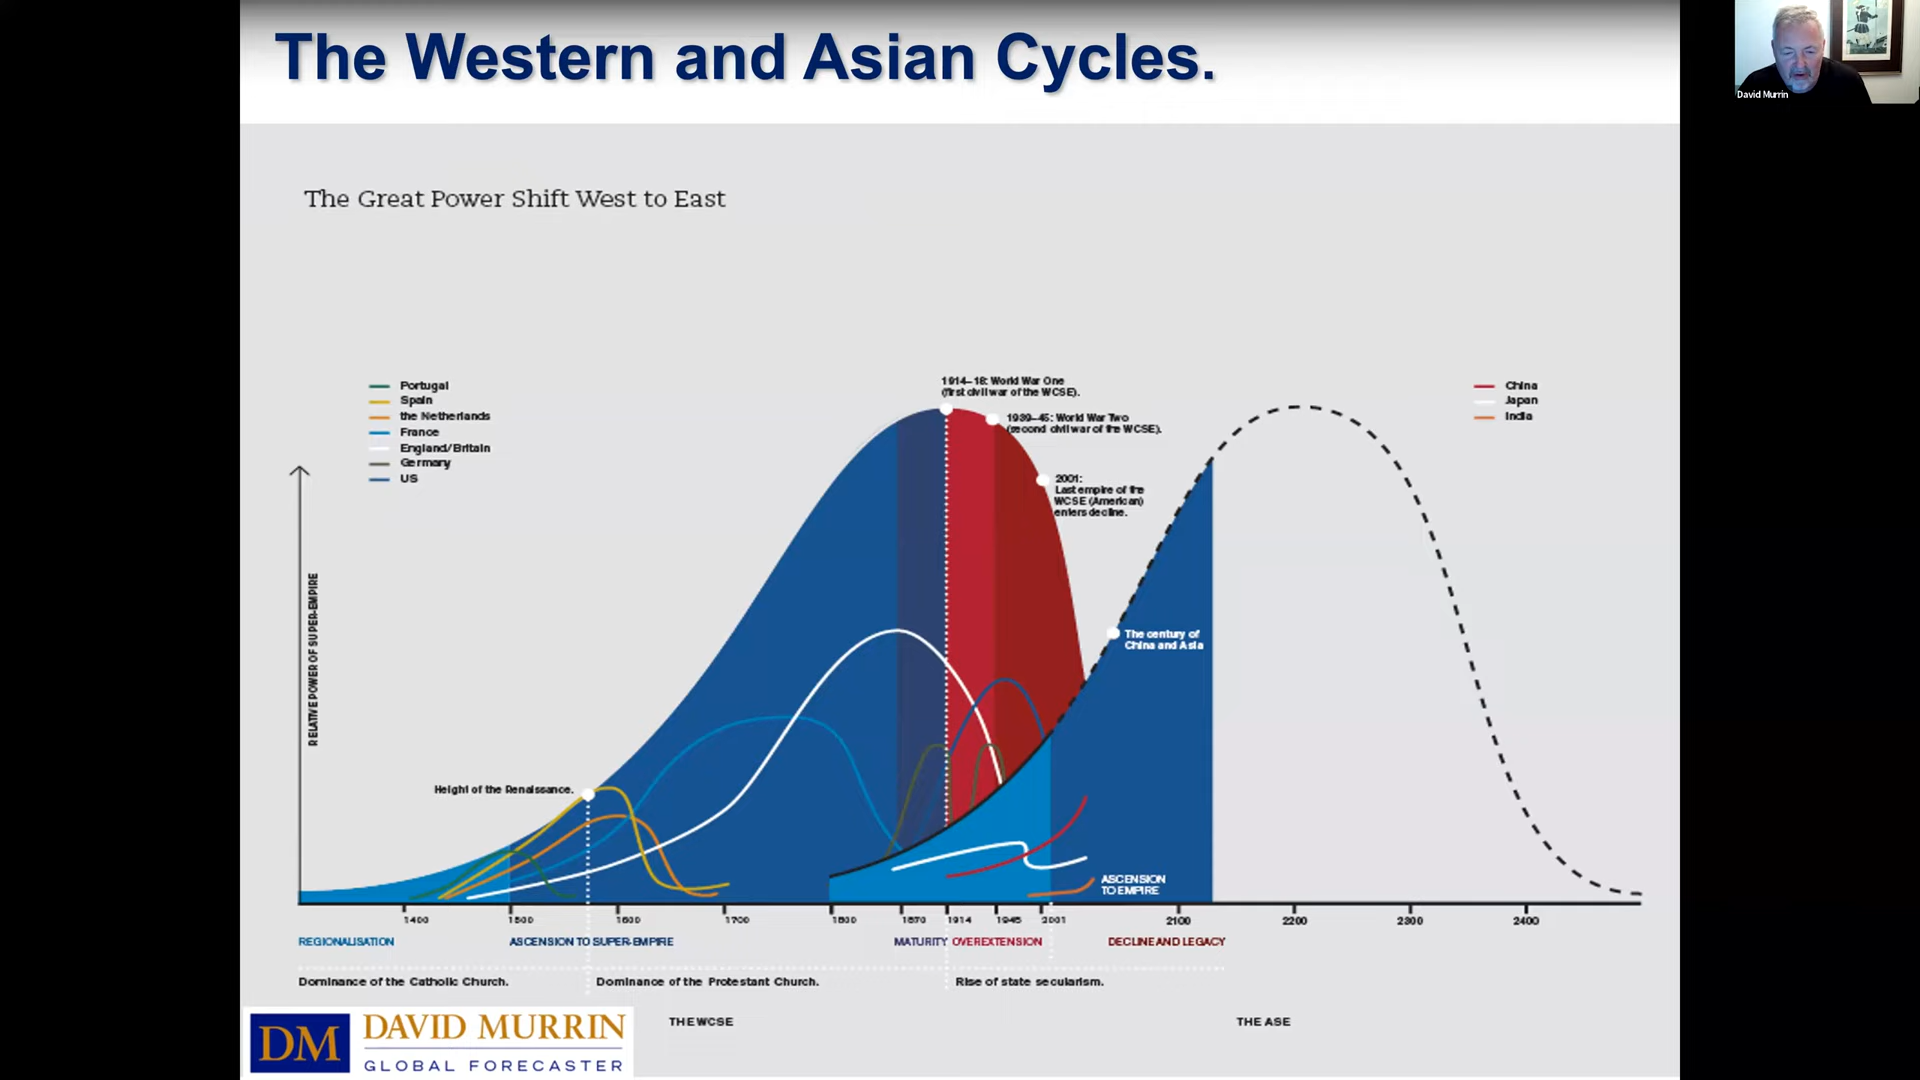 The Western and Asian Cycles.
David Murrin
The Great Power Shift West to East
Portugal
Spain
the Netherlands
France
England/Britain
Germany
US
1914–18: World War One
(first civil war of the WCSE).
1939–45: World War Two
(second civil war of the WCSE).
2001:
Last empire of the
WCSE (American)
enters decline.
China
Japan
India
RELATIVE POWER OF SUPER-EMPIRE
The century of
China and Asia
Height of the Renaissance.
ASCENSION
TO EMPIRE
1400 1500 1600 1700 1800 1870 1914 1945 2001 2100 2200 2300 2400
REGIONALISATION ASCENSION TO SUPER-EMPIRE MATURITY OVEREXTENSION DECLINE AND LEGACY
Dominance of the Catholic Church. Dominance of the Protestant Church. Rise of state secularism.
THE WCSE THE ASE
DM DAVID MURRIN
GLOBAL FORECASTER